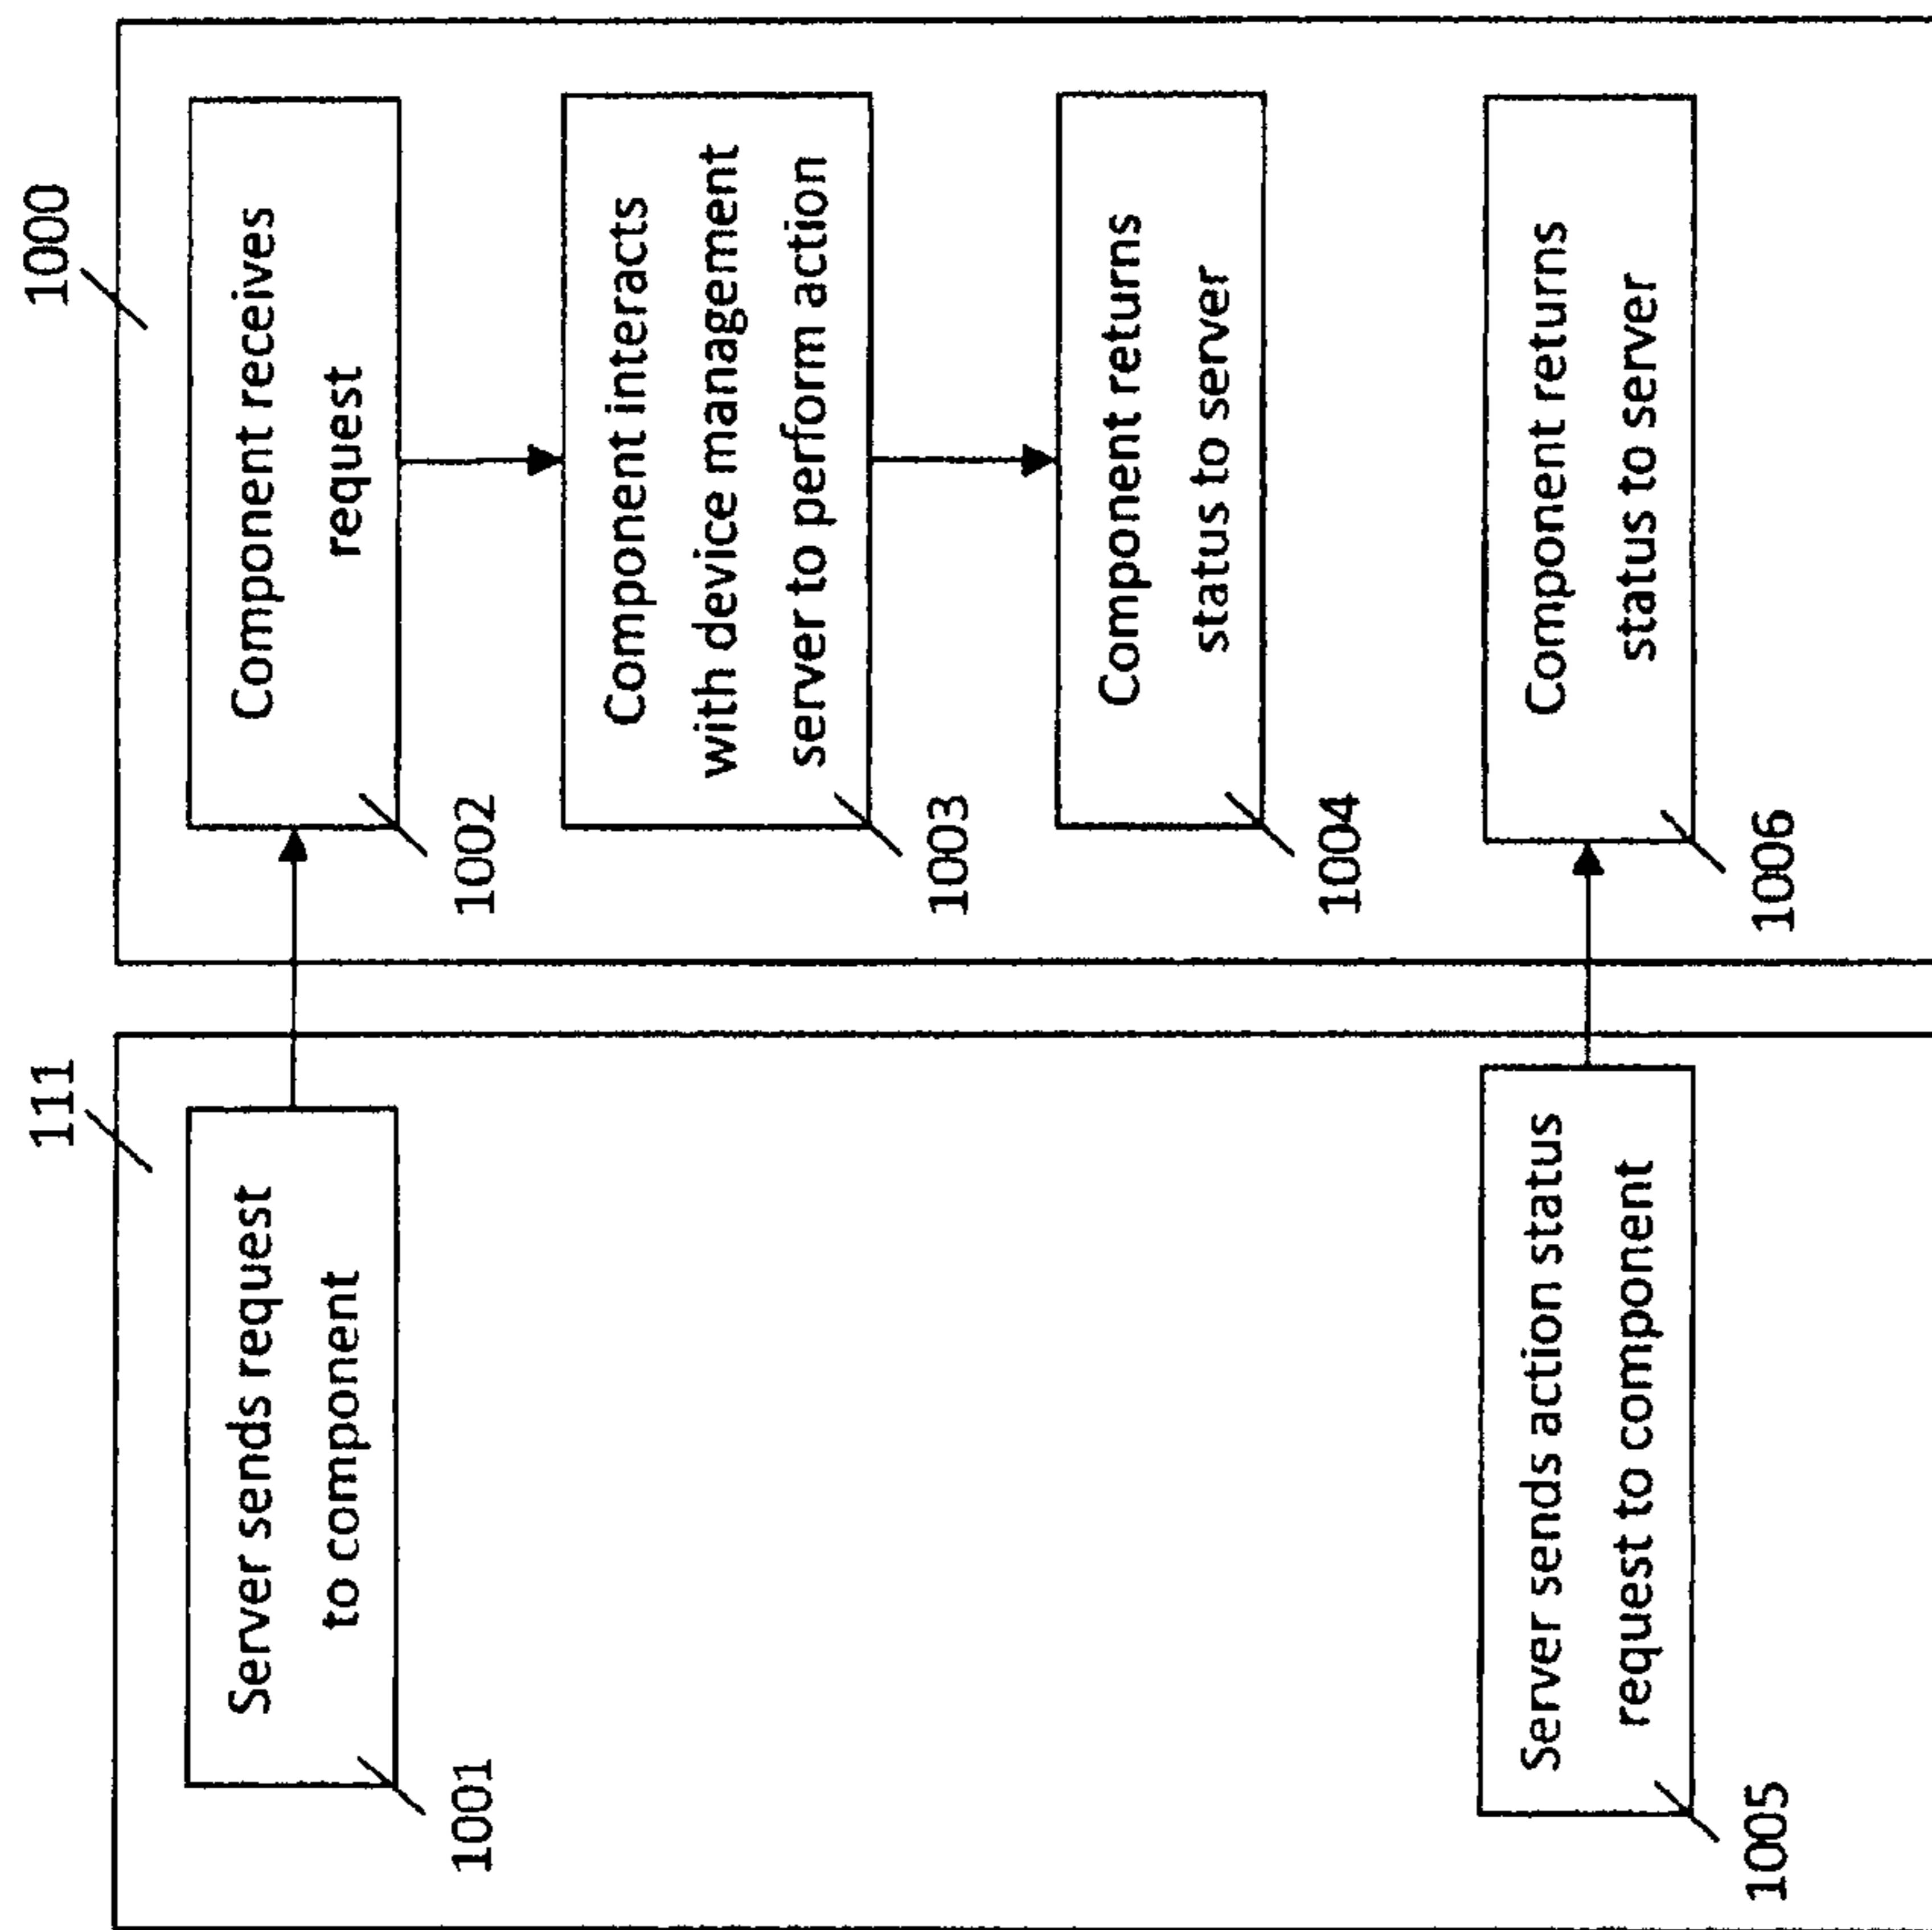 111
1000
Server sends request
to component
1001
Component receives
request
1002
Component interacts
with device management
server to perform action
1003
Component returns
status to server
1004
Server sends action status
request to component
1005
Component returns
status to server
1006